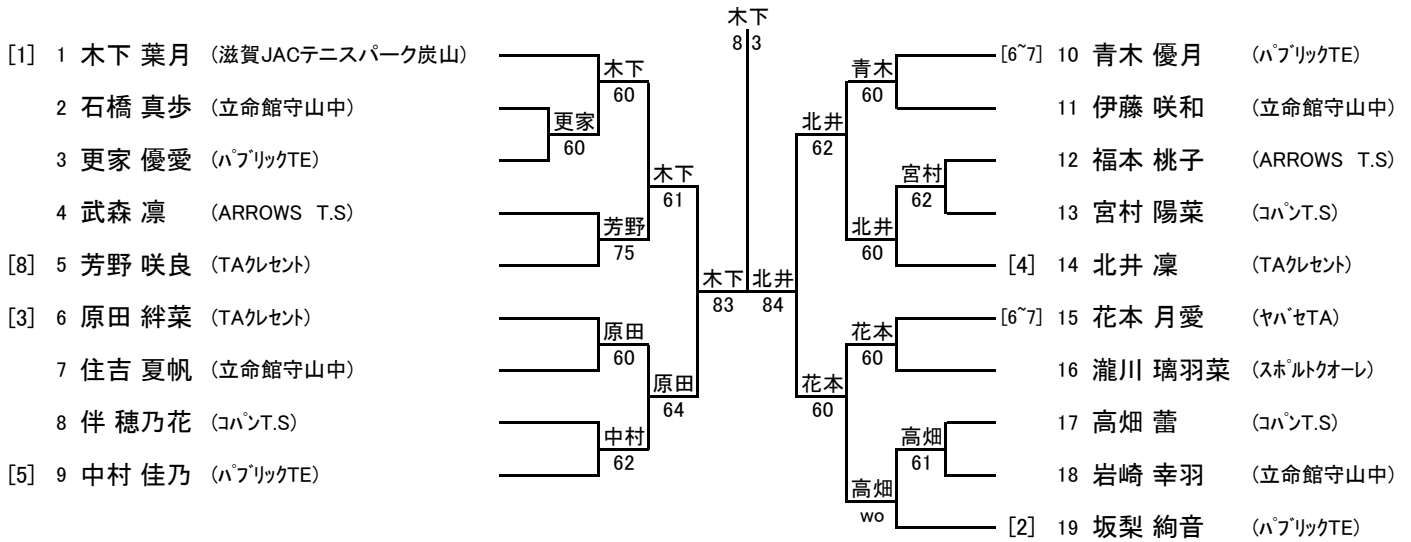 木下
8 3
[1] 1 木下 葉月 (滋賀JACテニスパーク炭山)
2 石橋 真歩 (立命館守山中)
3 更家 優愛 (ﾊﾟﾌﾞﾘｯｸTE)
4 武森 凛 (ARROWS T.S)
[8] 5 芳野 咲良 (TAｸﾚｾﾝﾄ)
[3] 6 原田 絆菜 (TAｸﾚｾﾝﾄ)
7 住吉 夏帆 (立命館守山中)
8 伴 穂乃花 (ｺﾊﾟﾝT.S)
[5] 9 中村 佳乃 (ﾊﾟﾌﾞﾘｯｸTE)
木下
60
更家
60
木下
61
芳野
75
原田
60
原田
64
中村
62
木下
83
北井
84
青木
60
北井
62
宮村
62
北井
60
花本
60
花本
60
高畑
61
高畑
wo
[6~7] 10 青木 優月 (ﾊﾟﾌﾞﾘｯｸTE)
11 伊藤 咲和 (立命館守山中)
12 福本 桃子 (ARROWS T.S)
13 宮村 陽菜 (ｺﾊﾟﾝT.S)
[4] 14 北井 凜 (TAｸﾚｾﾝﾄ)
[6~7] 15 花本 月愛 (ﾔﾊﾞｾTA)
16 瀧川 璃羽菜 (ｽﾎﾟﾙﾄｸオーレ)
17 高畑 蕾 (ｺﾊﾟﾝT.S)
18 岩崎 幸羽 (立命館守山中)
[2] 19 坂梨 絢音 (ﾊﾟﾌﾞﾘｯｸTE)